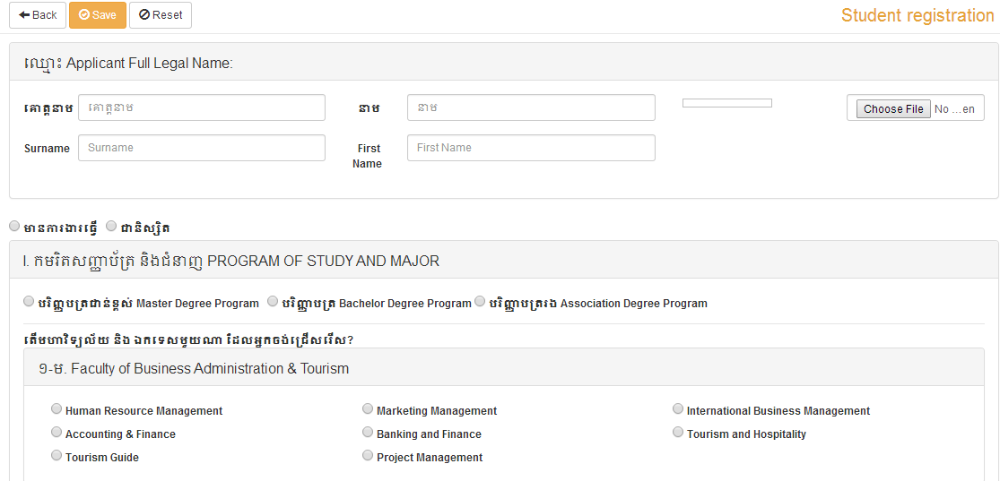 Back Save Reset Student registration
ឈ្មោះ Applicant Full Legal Name:
គោត្តនាម គោត្តនាម នាម នាម Choose File No ...en
Surname Surname First Name First Name
មានការងារធ្វើ ជានិស្សិត
I. កមរិតសញ្ញាប័ត្រ និងជំនាញ PROGRAM OF STUDY AND MAJOR
បរិញ្ញបត្រជាន់ខ្ពស់ Master Degree Program បរិញ្ញាបត្រ Bachelor Degree Program បរិញ្ញាបត្ររង Association Degree Program
តើមហាវិទ្យល័យ និង ឯកទេសមួយណា ដែលអ្នកចង់ជ្រើសរើស?
១-ម. Faculty of Business Administration & Tourism
Human Resource Management Marketing Management International Business Management
Accounting & Finance Banking and Finance Tourism and Hospitality
Tourism Guide Project Management